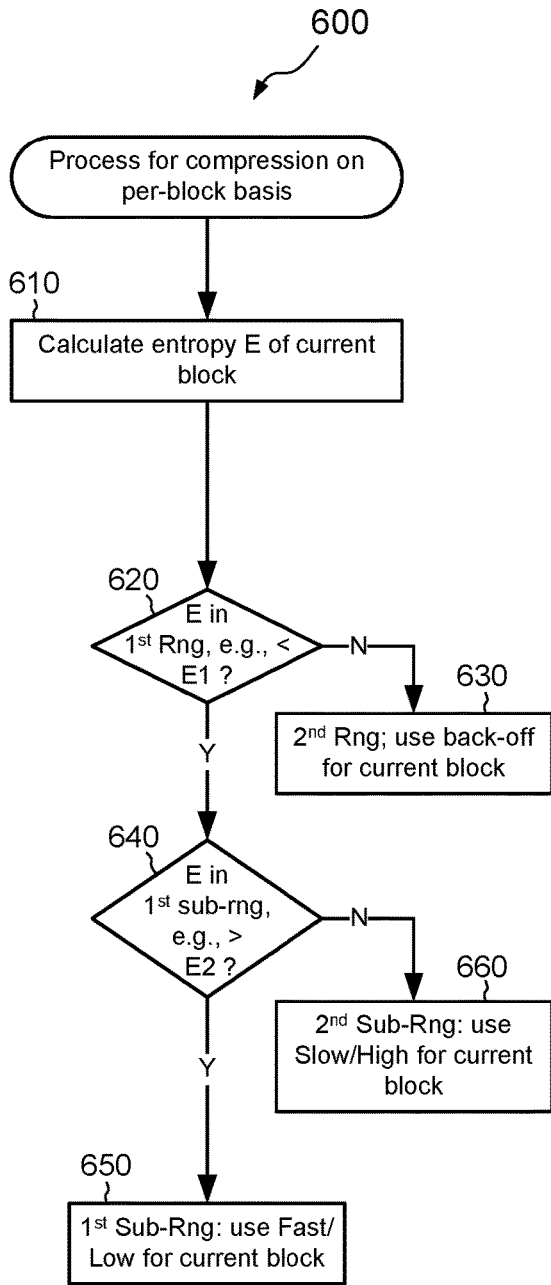 600
Process for compression on
per-block basis
610
Calculate entropy E of current
block
620
E in
1st Rng, e.g., <
E1 ?
N
630
2nd Rng; use back-off
for current block
Y
640
E in
1st sub-rng,
e.g., >
E2 ?
N
660
2nd Sub-Rng: use
Slow/High for current
block
Y
650
1st Sub-Rng: use Fast/
Low for current block